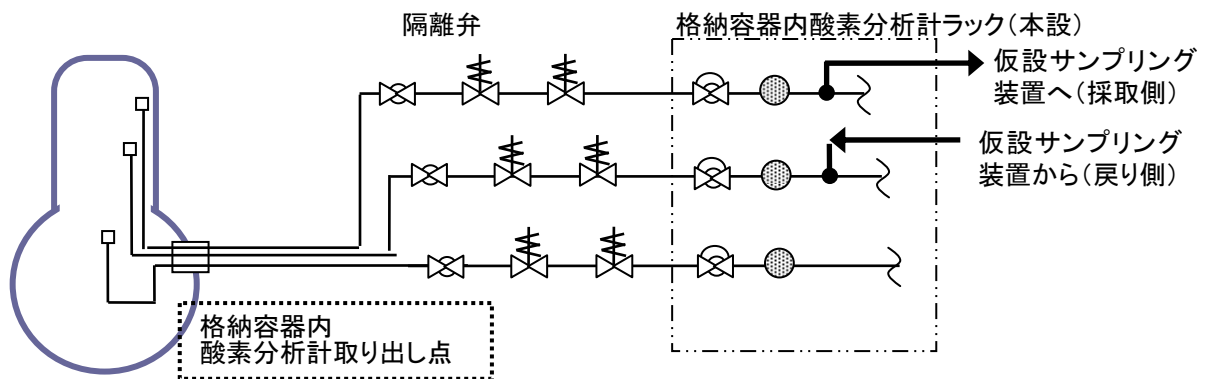 隔離弁
格納容器内酸素分析計ラック(本設)
仮設サンプリング
装置へ(採取側)
仮設サンプリング
装置から(戻り側)
格納容器内
酸素分析計取り出し点